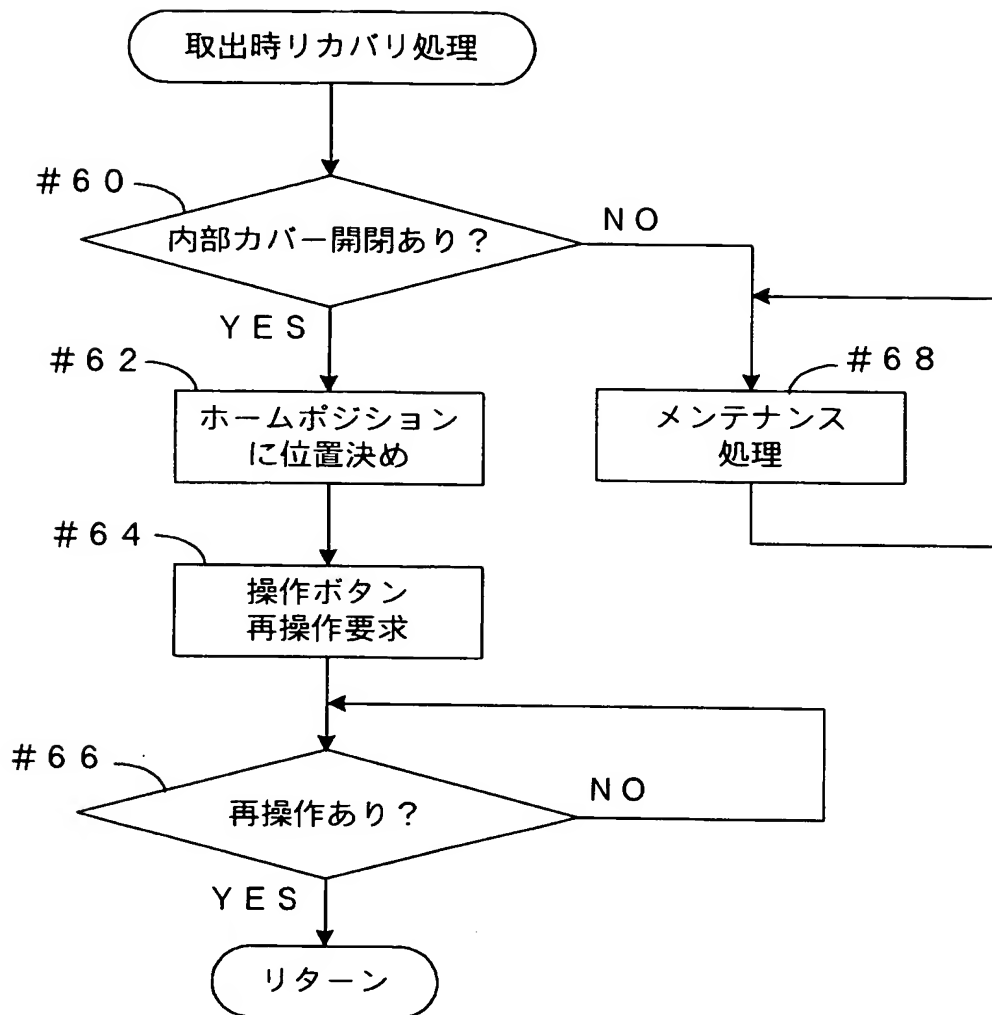 取出時リカバリ処理
#60
内部カバー開閉あり?
NO
YES
#62
ホームポジション
に位置決め
#68
メンテナンス
処理
#64
操作ボタン
再操作要求
#66
再操作あり?
NO
YES
リターン